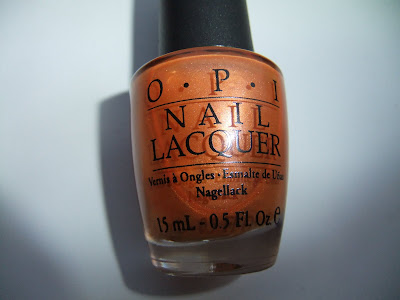 O·P·I
NAIL
LACQUER
Vernis à Ongles · Esmalte de Uñas
Nagellack
15 mL - 0.5 Fl. Oz. e